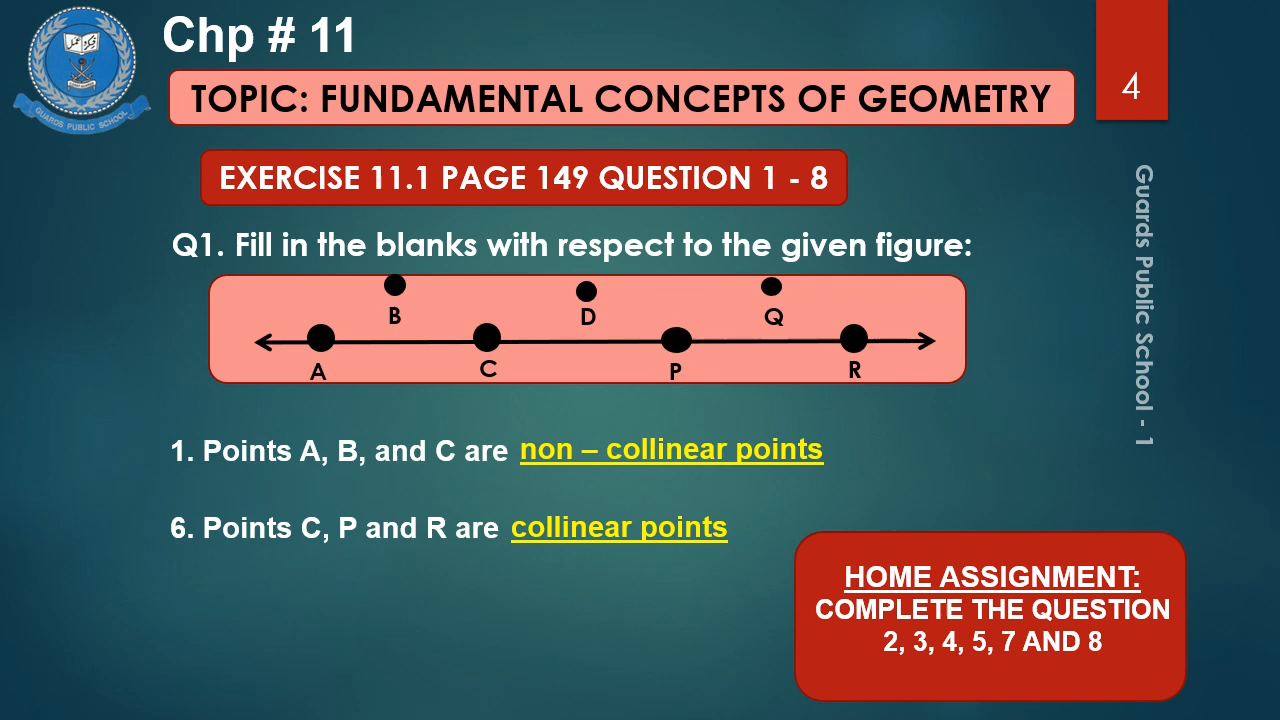 Chp # 11
TOPIC: FUNDAMENTAL CONCEPTS OF GEOMETRY
4
GUARDS PUBLIC SCHOOL
EXERCISE 11.1 PAGE 149 QUESTION 1 - 8
Guards Public School - 1
Q1. Fill in the blanks with respect to the given figure:
B D Q
A C P R
1. Points A, B, and C are non – collinear points
6. Points C, P and R are collinear points
HOME ASSIGNMENT:
COMPLETE THE QUESTION
2, 3, 4, 5, 7 AND 8